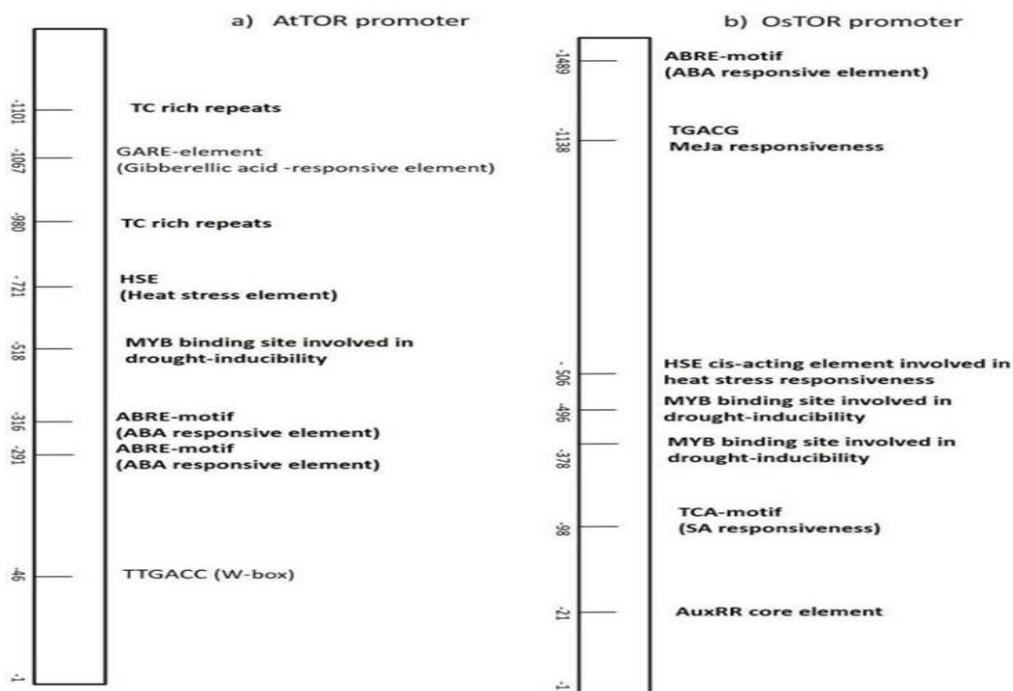 a) AtTOR promoter
-1101
TC rich repeats
-1067
GARE-element
(Gibberellic acid -responsive element)
-980
TC rich repeats
-721
HSE
(Heat stress element)
-518
MYB binding site involved in
drought-inducibility
-316
ABRE-motif
(ABA responsive element)
-291
ABRE-motif
(ABA responsive element)
-46
TTGACC (W-box)
-1
b) OsTOR promoter
-1489
ABRE-motif
(ABA responsive element)
-1138
TGACG
MeJa responsiveness
- 506
HSE cis-acting element involved in
heat stress responsiveness
-496
MYB binding site involved in
drought-inducibility
-378
MYB binding site involved in
drought-inducibility
-98
TCA-motif
(SA responsiveness)
-21
AuxRR core element
-1